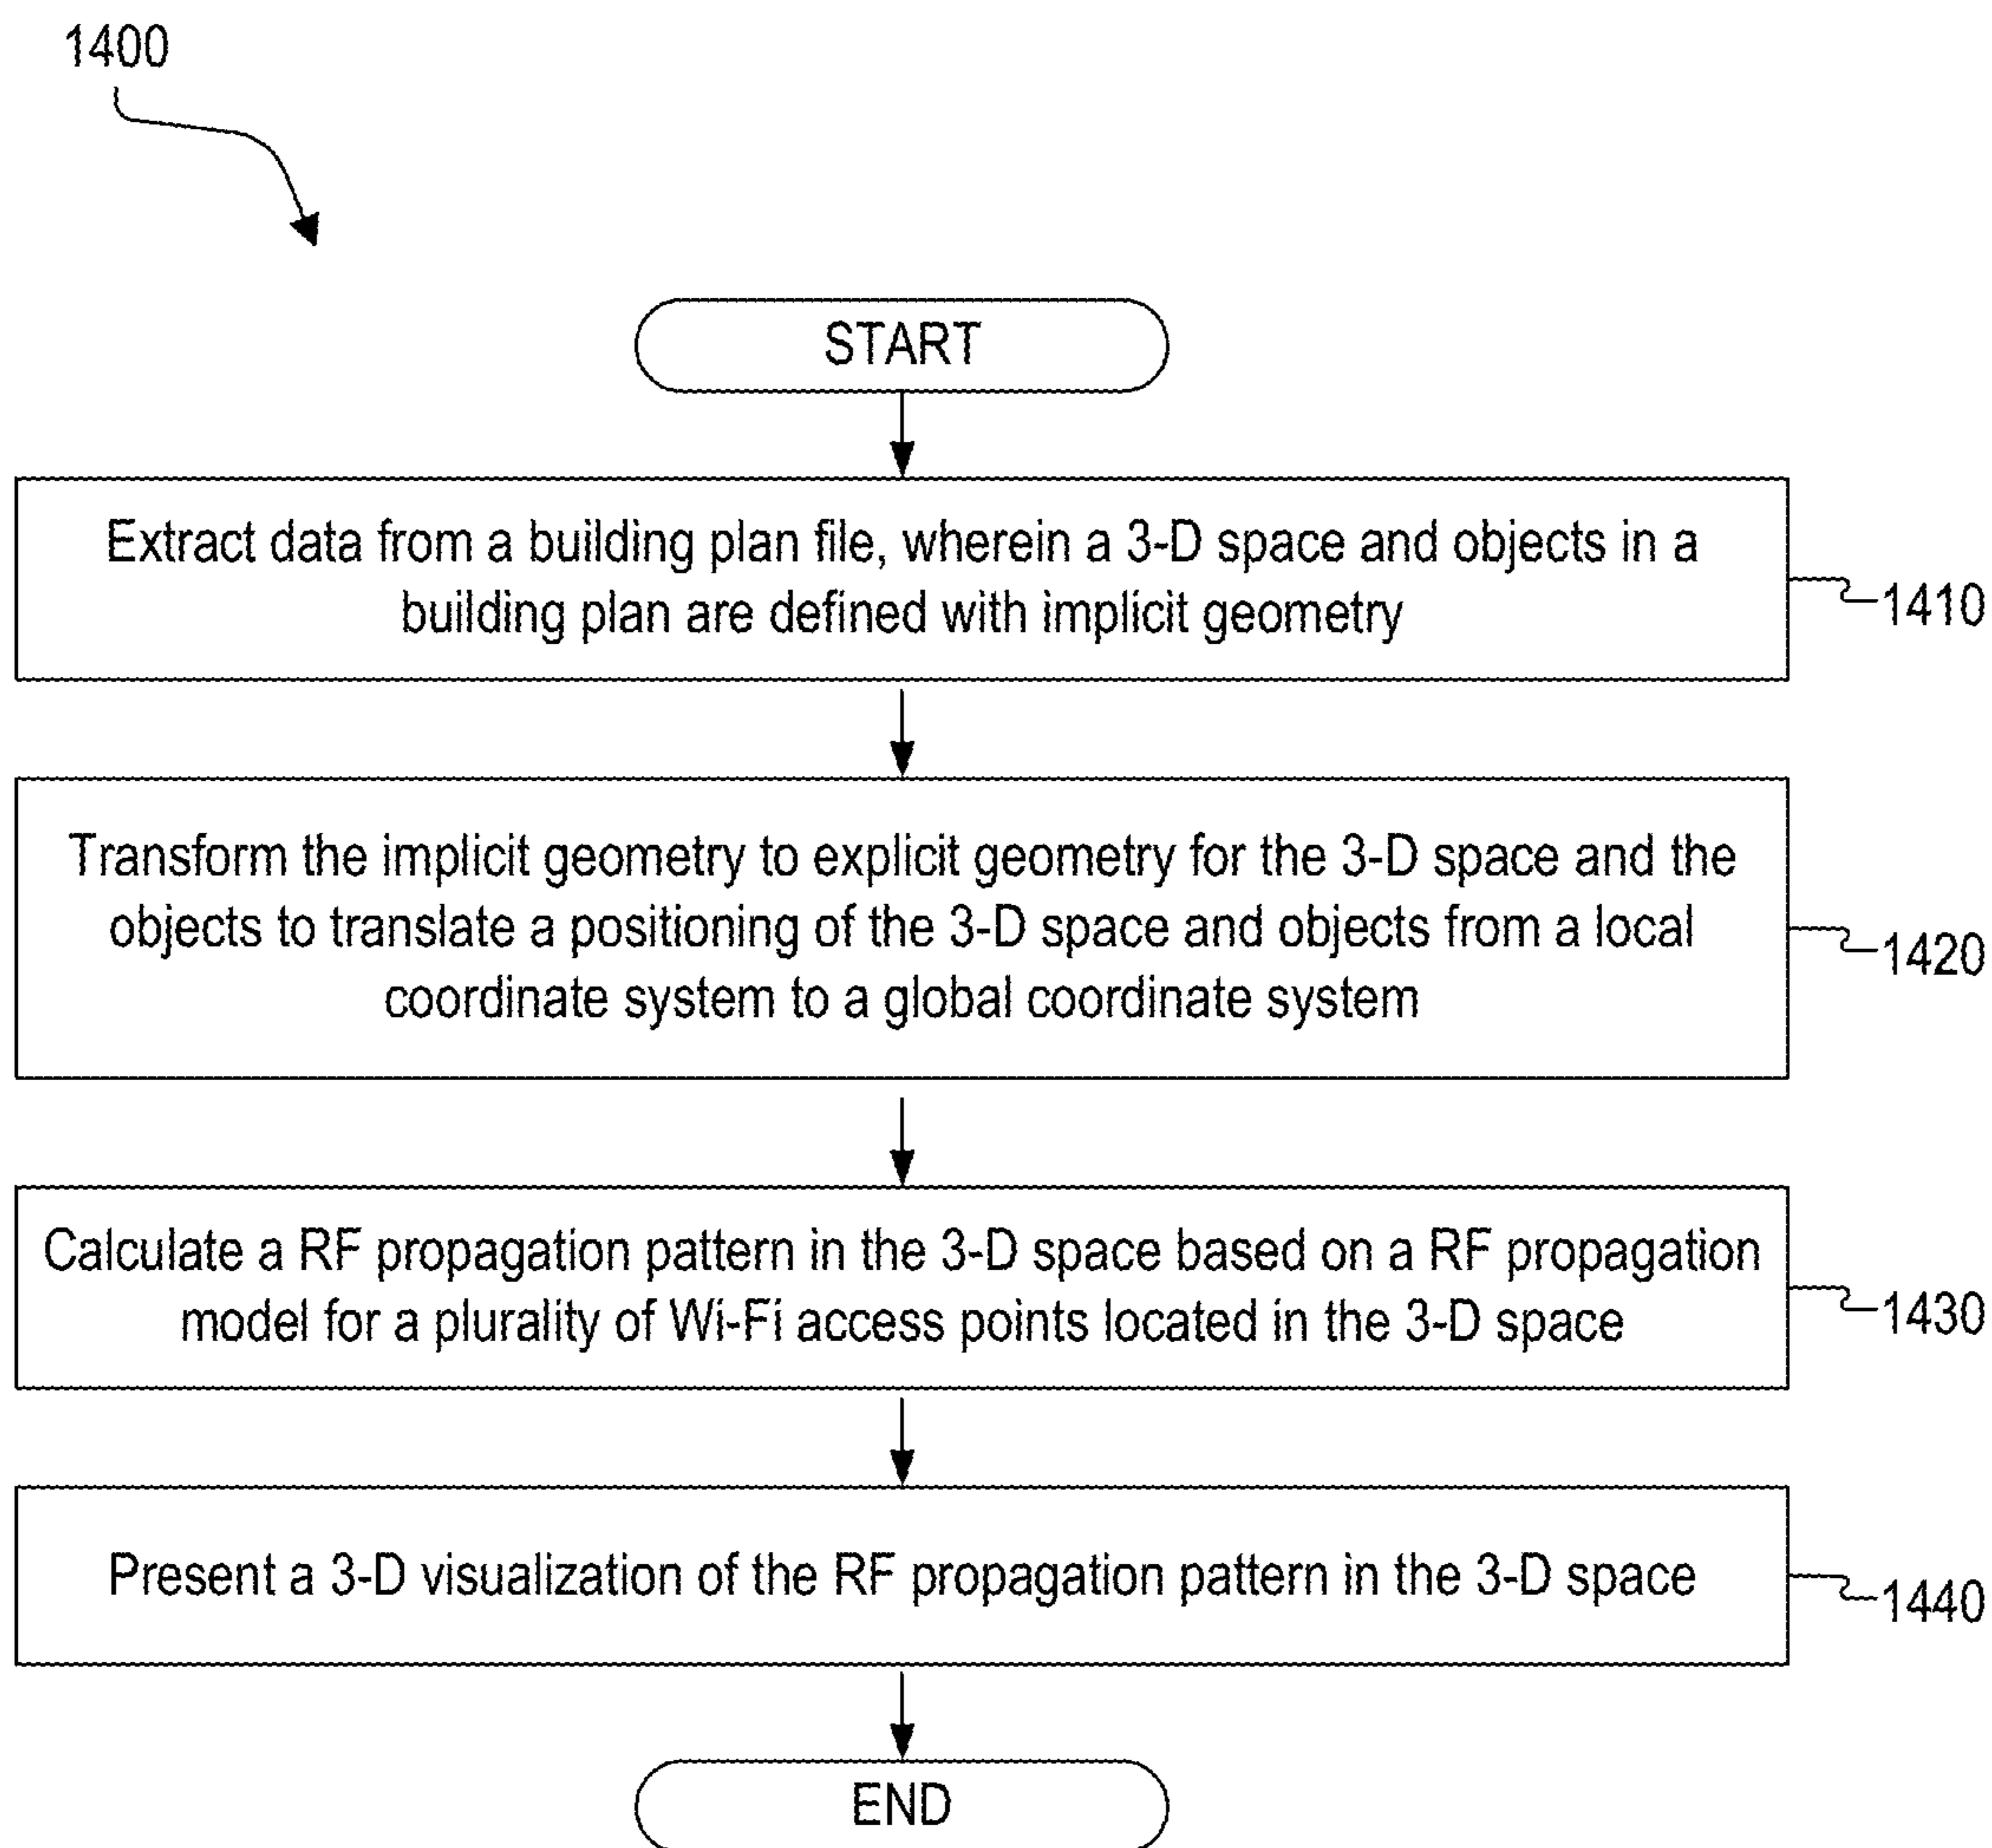 1400
START
Extract data from a building plan file, wherein a 3-D space and objects in a
building plan are defined with implicit geometry
1410
Transform the implicit geometry to explicit geometry for the 3-D space and the
objects to translate a positioning of the 3-D space and objects from a local
coordinate system to a global coordinate system
1420
Calculate a RF propagation pattern in the 3-D space based on a RF propagation
model for a plurality of Wi-Fi access points located in the 3-D space
1430
Present a 3-D visualization of the RF propagation pattern in the 3-D space
1440
END